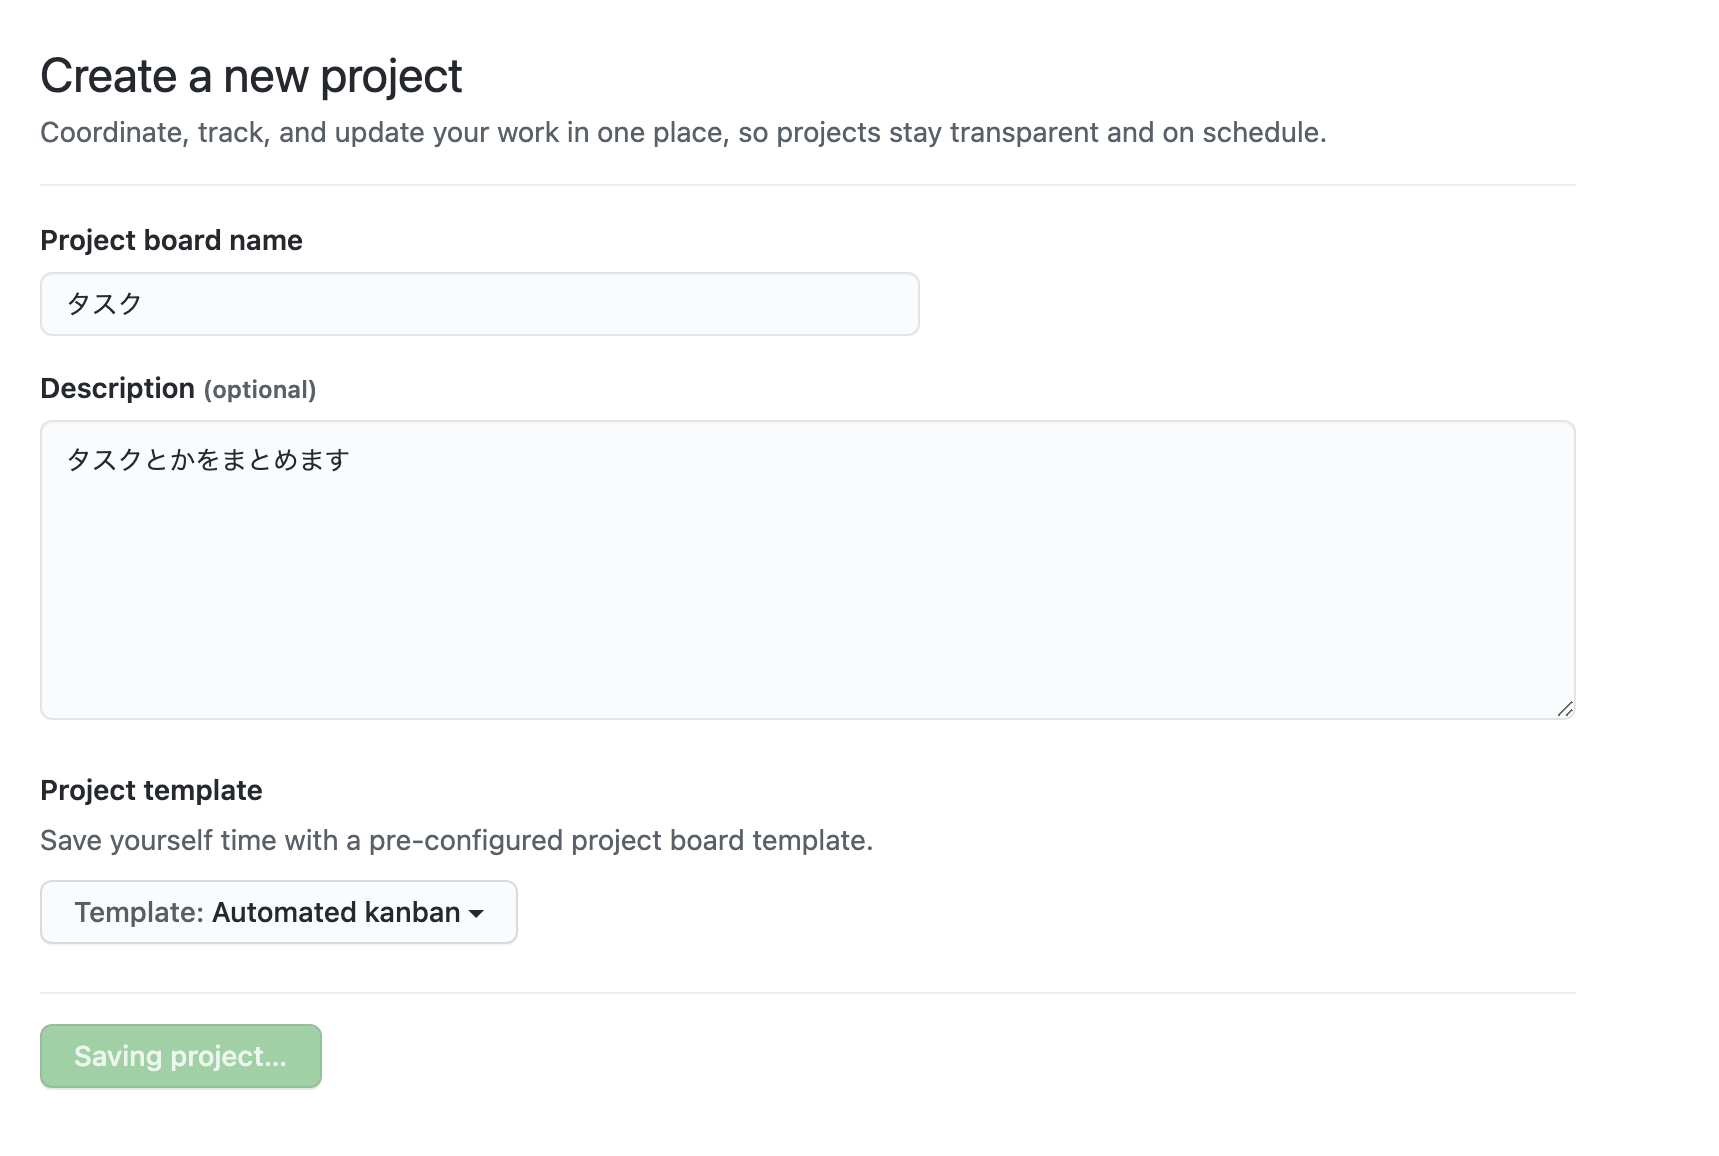 Create a new project
Coordinate, track, and update your work in one place, so projects stay transparent and on schedule.
Project board name
タスク
Description (optional)
タスクとかをまとめます
Project template
Save yourself time with a pre-configured project board template.
Template: Automated kanban
Saving project...